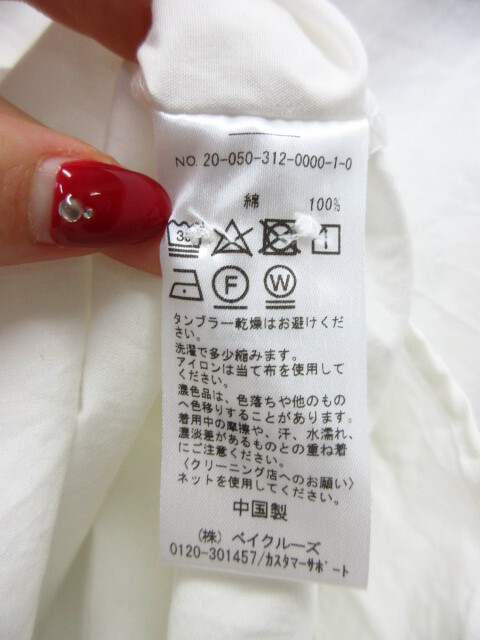 NO. 20-050-312-0000-1-0
綿 100%
30
F W
タンブラー乾燥はお避けくだ
さい。
洗濯で多少縮みます。
アイロンは当て布を使用して
ください。
濃色品は、色落ちや他のもの
へ色移りすることがあります。
着用中の摩擦や、汗、水濡れ、
濃淡差があるものとの重ね着
にご注意ください。
〈クリーニング店へのお願い〉
ネットを使用してください。
中国製
(株) ベイクルーズ
0120-301457/カスタマーサポート